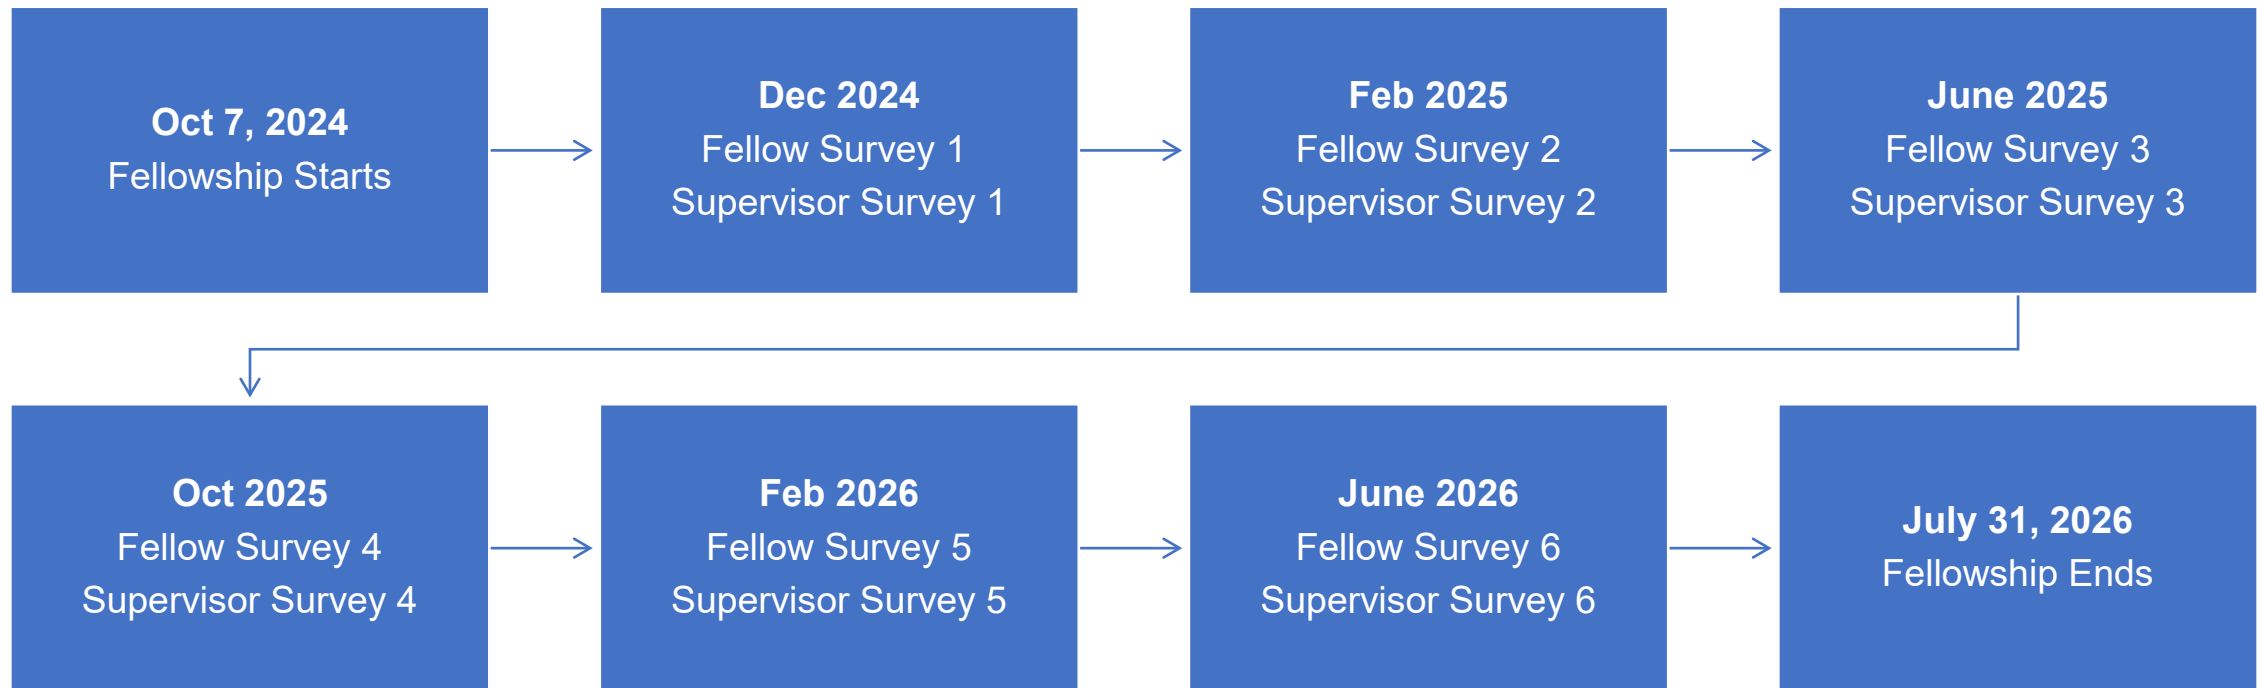 Oct 7, 2024
Fellowship Starts
Dec 2024
Fellow Survey 1
Supervisor Survey 1
Feb 2025
Fellow Survey 2
Supervisor Survey 2
June 2025
Fellow Survey 3
Supervisor Survey 3
Oct 2025
Fellow Survey 4
Supervisor Survey 4
Feb 2026
Fellow Survey 5
Supervisor Survey 5
June 2026
Fellow Survey 6
Supervisor Survey 6
July 31, 2026
Fellowship Ends